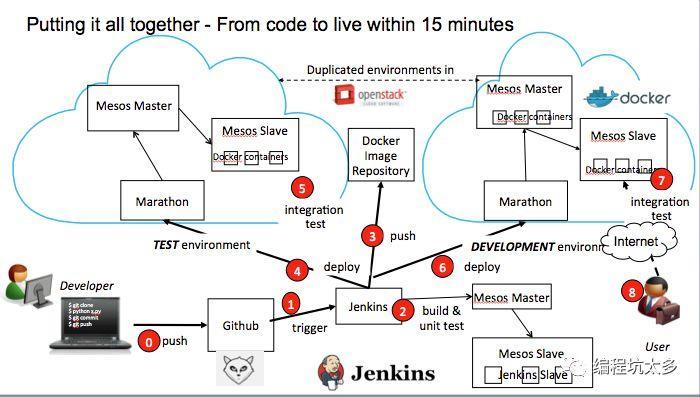 Putting it all together - From code to live within 15 minutes
Duplicated environments in
openstack
CLOUD SOFTWARE
Mesos Master
Mesos Slave
Docker containers
Marathon
5
integration
test
TEST environment
Docker
Image
Repository
Mesos Master
Docker containers
docker
Mesos Slave
Docker containers
7
integration
test
Marathon
DEVELOPMENT environm
Internet
3
push
4
deploy
6
deploy
Developer
$ git clone
$ python x.py
$ git commit
$ git push
0
push
Github
1
trigger
Jenkins
2
build &
unit test
Mesos Master
Mesos Slave
Jenkins Slave
8
User
Jenkins
编程坑太多